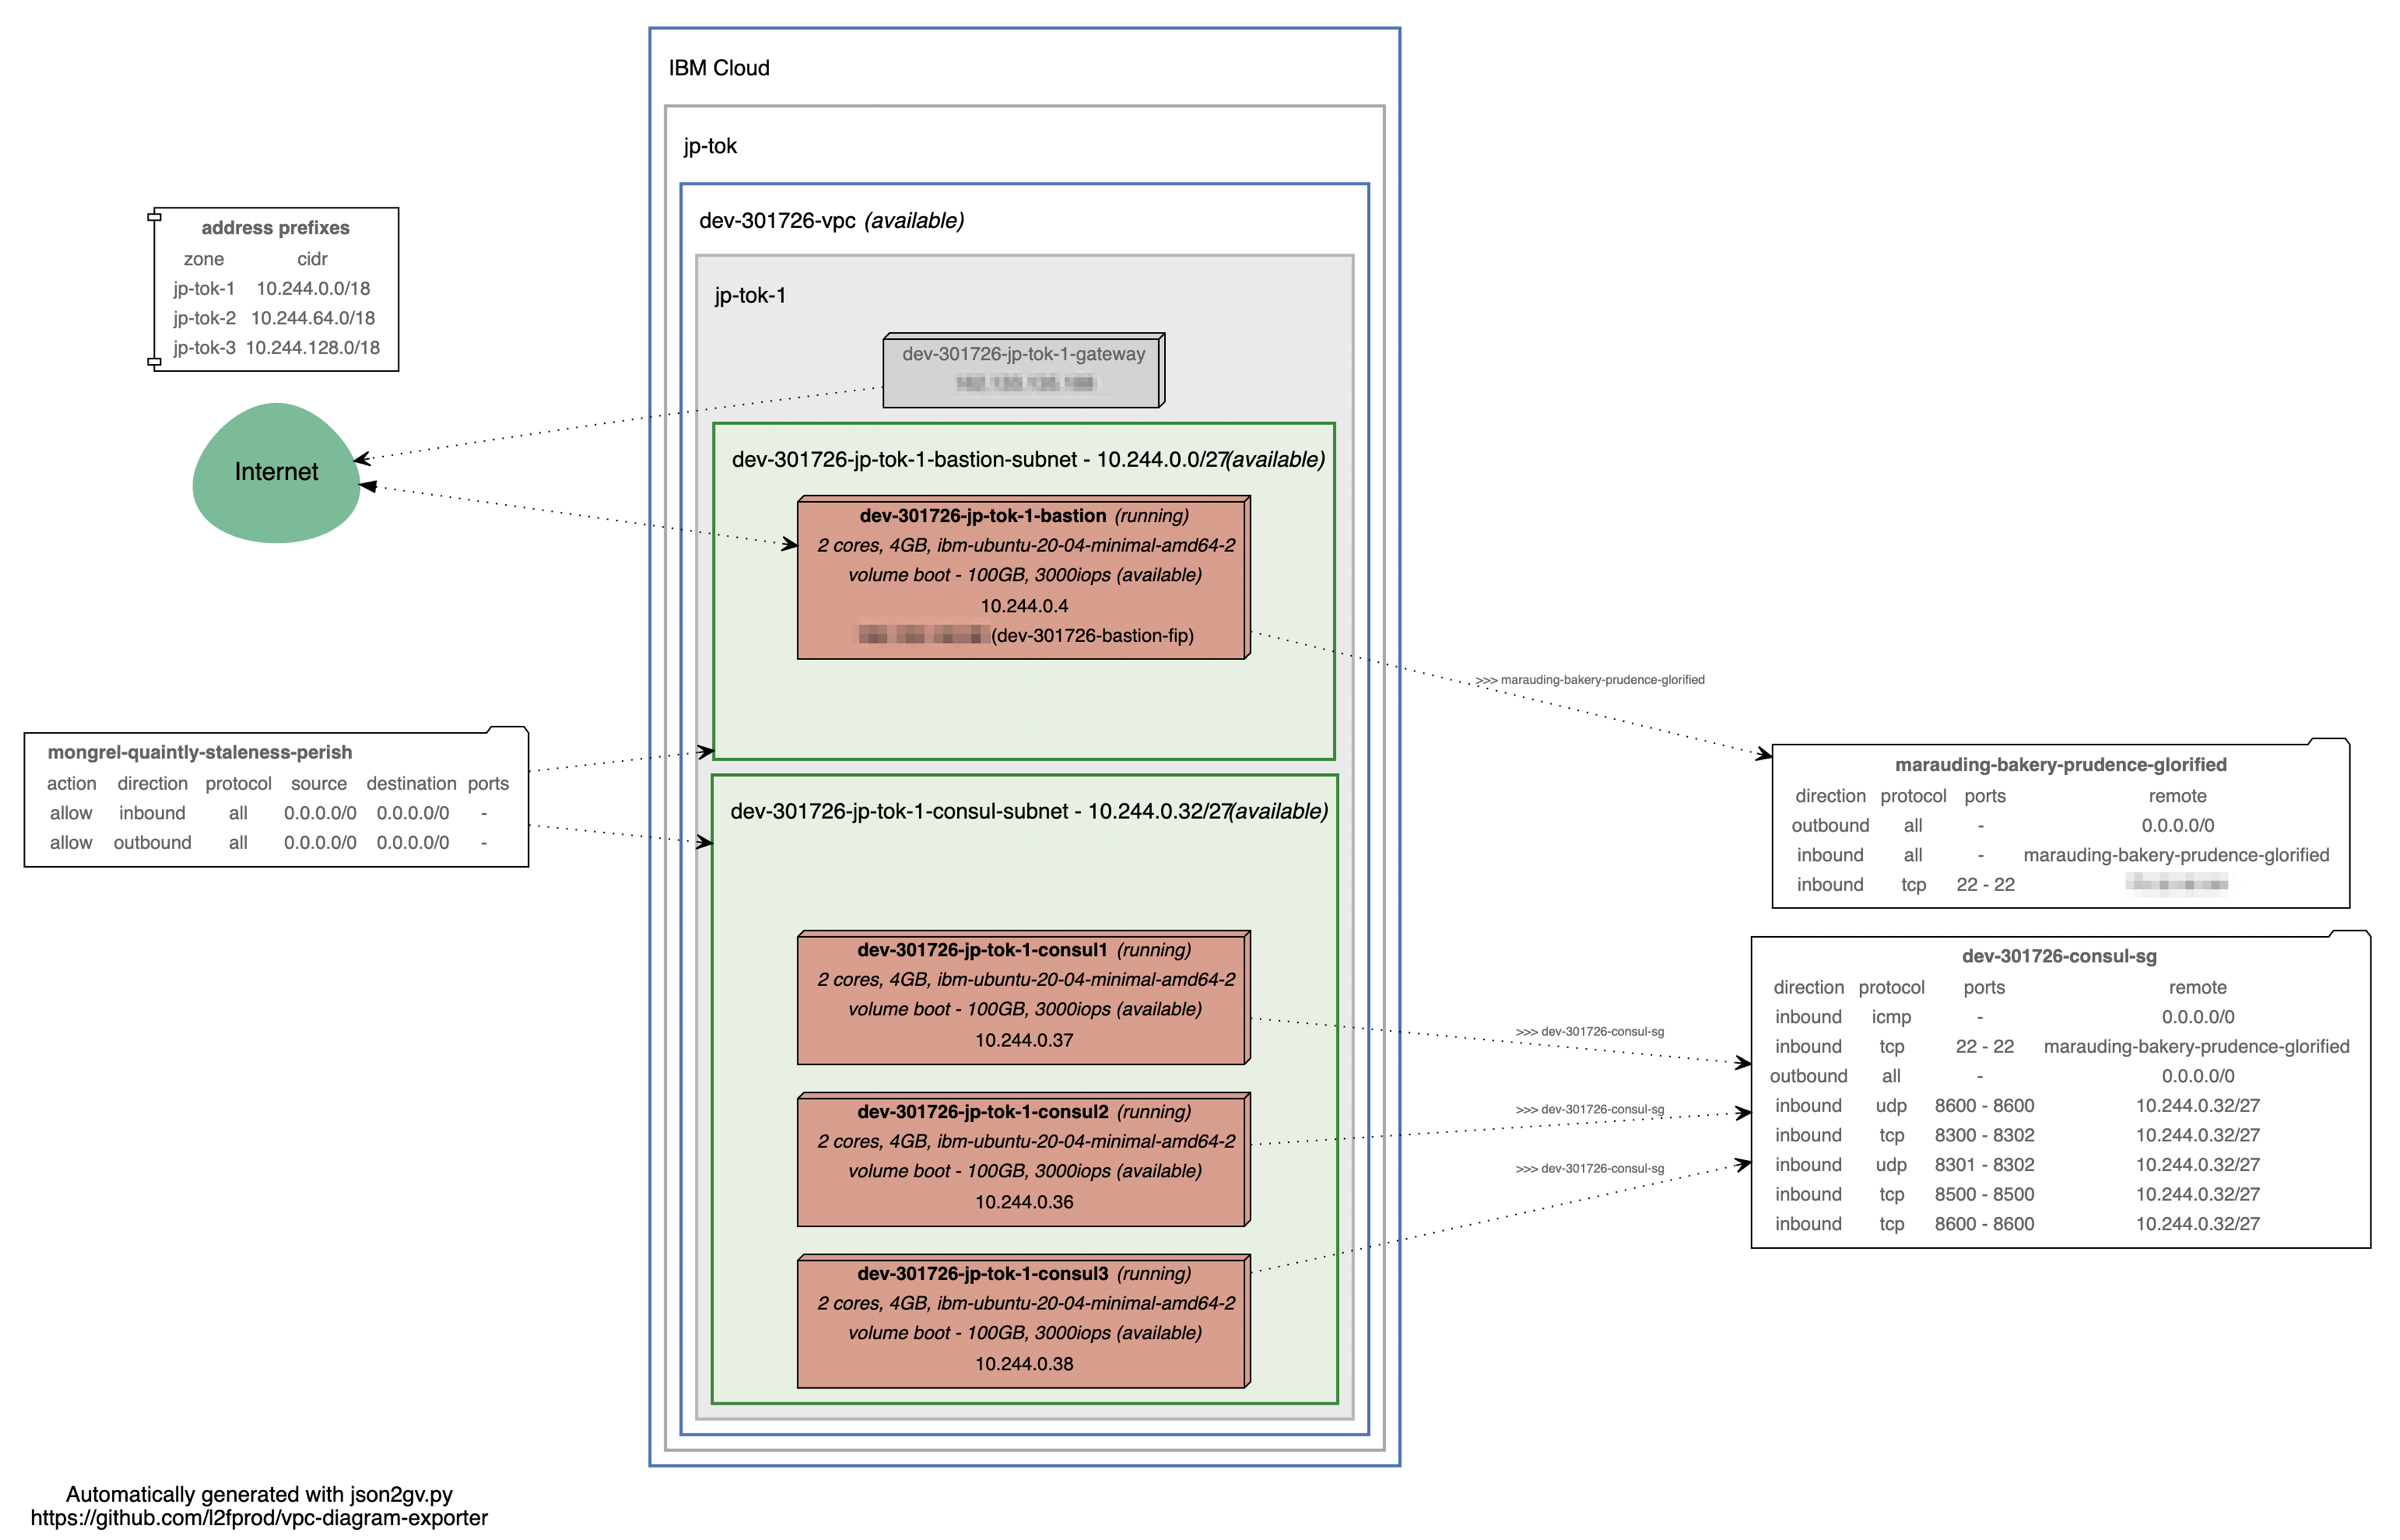 IBM Cloud
jp-tok
dev-301726-vpc (available)
jp-tok-1
address prefixes
zone cidr
jp-tok-1 10.244.0.0/18
jp-tok-2 10.244.64.0/18
jp-tok-3 10.244.128.0/18
Internet
dev-301726-jp-tok-1-gateway
dev-301726-jp-tok-1-bastion-subnet - 10.244.0.0/27(available)
dev-301726-jp-tok-1-bastion (running)
2 cores, 4GB, ibm-ubuntu-20-04-minimal-amd64-2
volume boot - 100GB, 3000iops (available)
10.244.0.4
(dev-301726-bastion-fip)
>>> marauding-bakery-prudence-glorified
mongrel-quaintly-staleness-perish
action direction protocol source destination ports
allow inbound all 0.0.0.0/0 0.0.0.0/0 -
allow outbound all 0.0.0.0/0 0.0.0.0/0 -
marauding-bakery-prudence-glorified
direction protocol ports remote
outbound all - 0.0.0.0/0
inbound all - marauding-bakery-prudence-glorified
inbound tcp 22 - 22
dev-301726-jp-tok-1-consul-subnet - 10.244.0.32/27(available)
dev-301726-jp-tok-1-consul1 (running)
2 cores, 4GB, ibm-ubuntu-20-04-minimal-amd64-2
volume boot - 100GB, 3000iops (available)
10.244.0.37
>>> dev-301726-consul-sg
dev-301726-jp-tok-1-consul2 (running)
2 cores, 4GB, ibm-ubuntu-20-04-minimal-amd64-2
volume boot - 100GB, 3000iops (available)
10.244.0.36
>>> dev-301726-consul-sg
dev-301726-jp-tok-1-consul3 (running)
2 cores, 4GB, ibm-ubuntu-20-04-minimal-amd64-2
volume boot - 100GB, 3000iops (available)
10.244.0.38
>>> dev-301726-consul-sg
dev-301726-consul-sg
direction protocol ports remote
inbound icmp - 0.0.0.0/0
inbound tcp 22 - 22 marauding-bakery-prudence-glorified
outbound all - 0.0.0.0/0
inbound udp 8600 - 8600 10.244.0.32/27
inbound tcp 8300 - 8302 10.244.0.32/27
inbound udp 8301 - 8302 10.244.0.32/27
inbound tcp 8500 - 8500 10.244.0.32/27
inbound tcp 8600 - 8600 10.244.0.32/27
Automatically generated with json2gv.py
https://github.com/l2fprod/vpc-diagram-exporter